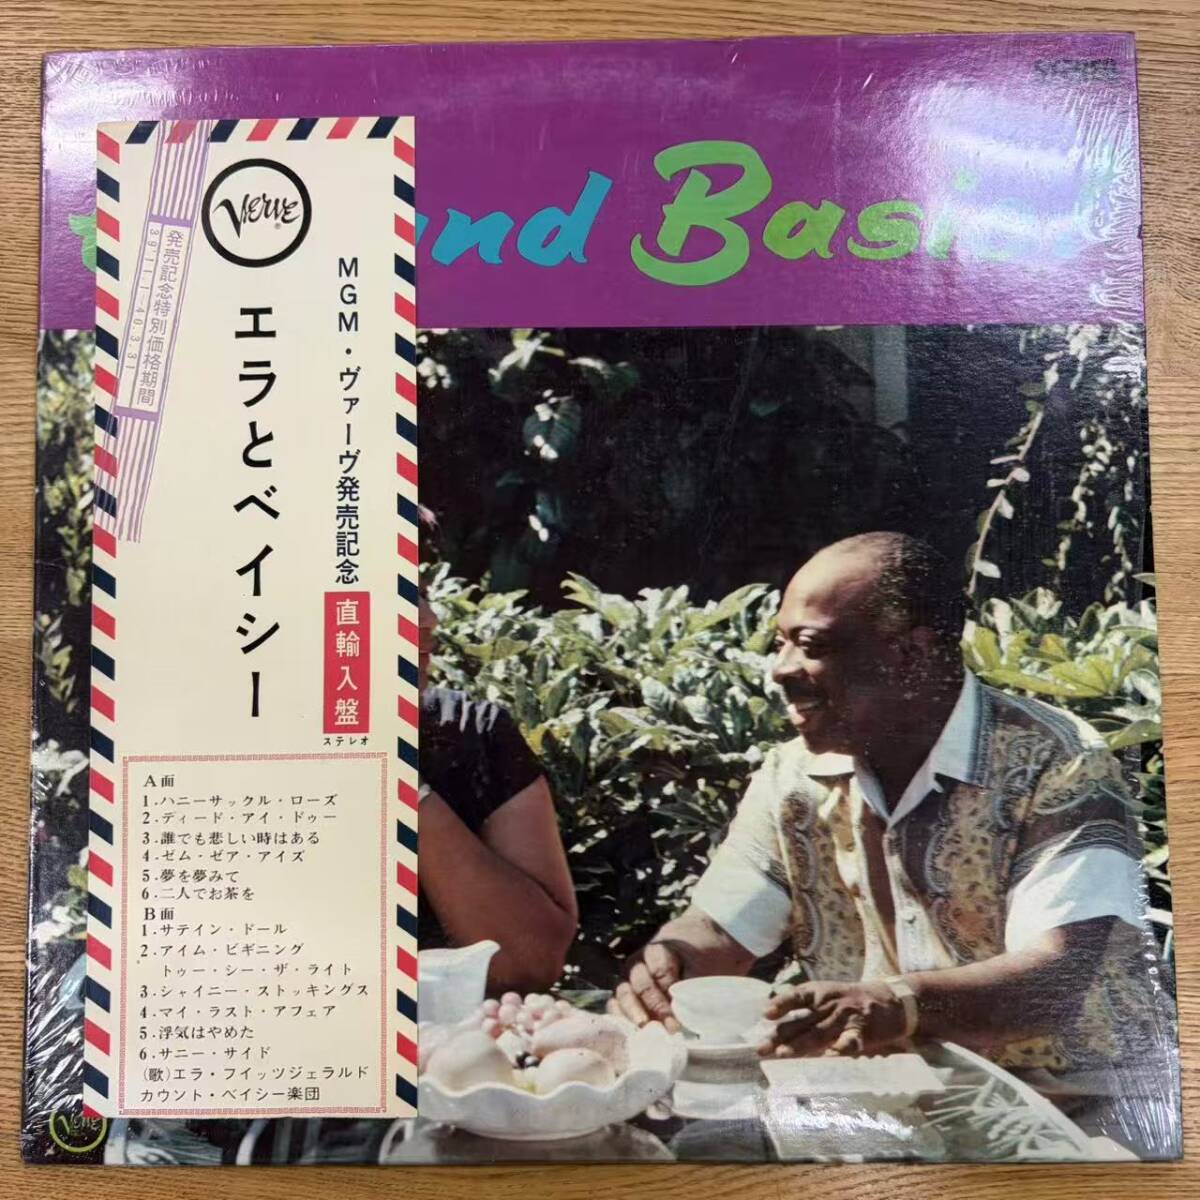 STEREO
and Basie!
VERVE
発売記念特別価格期間
39.11.1―40.3.31
エラとベイシー
MGM・ヴァーヴ発売記念
直輸入盤
ステレオ
A面
1.ハニーサックル・ローズ
2.ディード・アイ・ドゥー
3.誰でも悲しい時はある
4.ゼム・ゼア・アイズ
5.夢を夢みて
6.二人でお茶を
B面
1.サテイン・ドール
2.アイム・ビギニング
トゥー・シー・ザ・ライト
3.シャイニー・ストッキングス
4.マイ・ラスト・アフェア
5.浮気はやめた
6.サニー・サイド
(歌)エラ・フイッツジェラルド
カウント・ベイシー楽団
VERVE